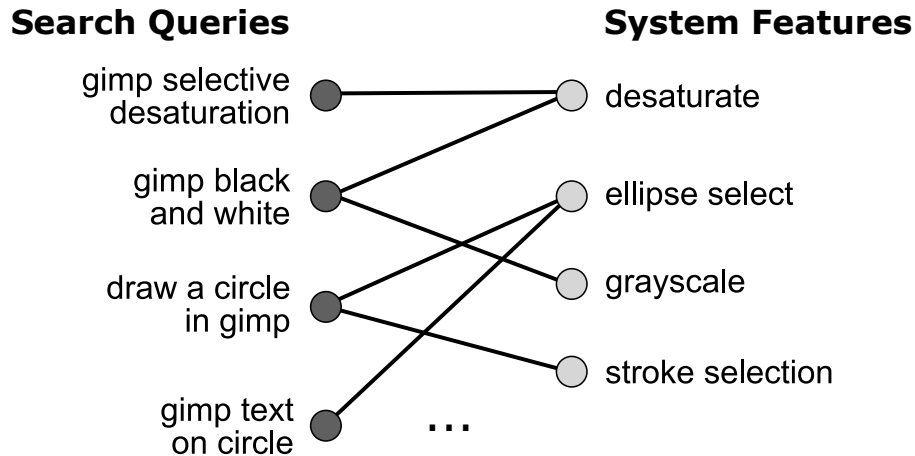 Search Queries
System Features
gimp selective
desaturation
desaturate
gimp black
and white
ellipse select
draw a circle
in gimp
grayscale
stroke selection
gimp text
on circle
...